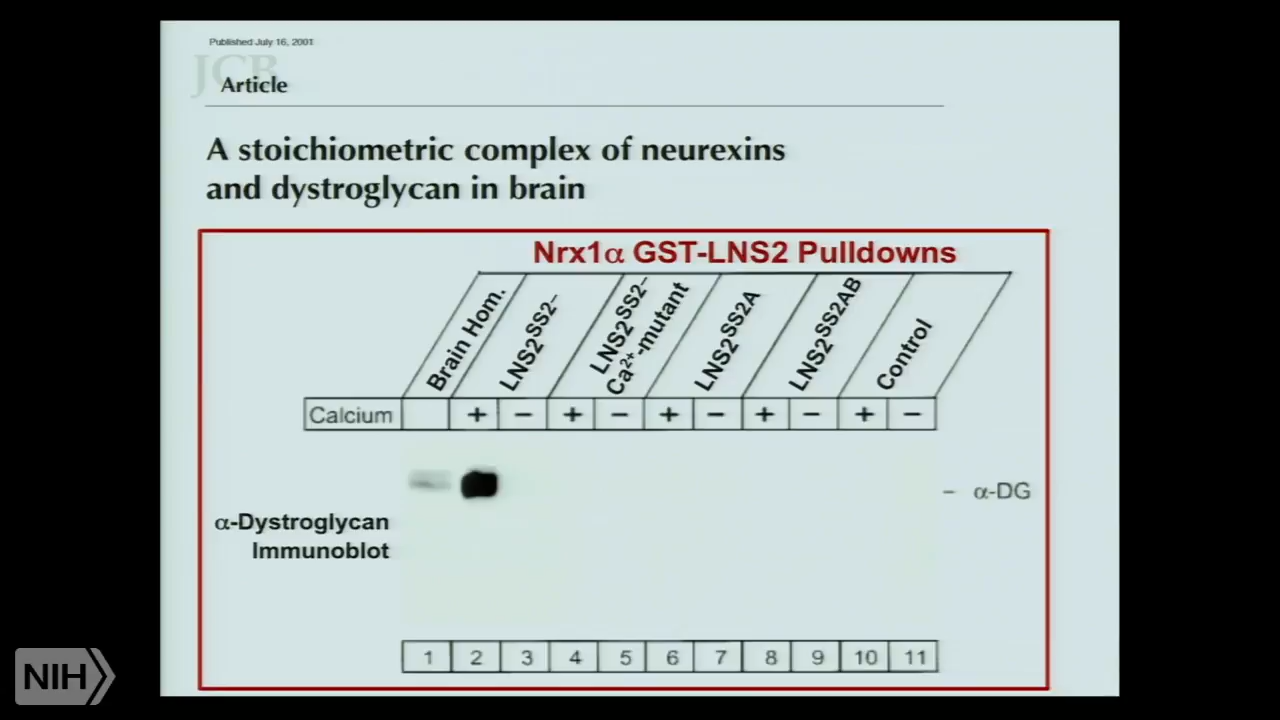 Published July 16, 2001
JCB
Article
A stoichiometric complex of neurexins
and dystroglycan in brain
Nrx1α GST-LNS2 Pulldowns
Brain Hom.
LNS2SS2–
LNS2SS2–
Ca2+-mutant
LNS2SS2A
LNS2SS2AB
Control
Calcium + – + – + – + – + –
– α-DG
α-Dystroglycan
Immunoblot
1 2 3 4 5 6 7 8 9 10 11
NIH